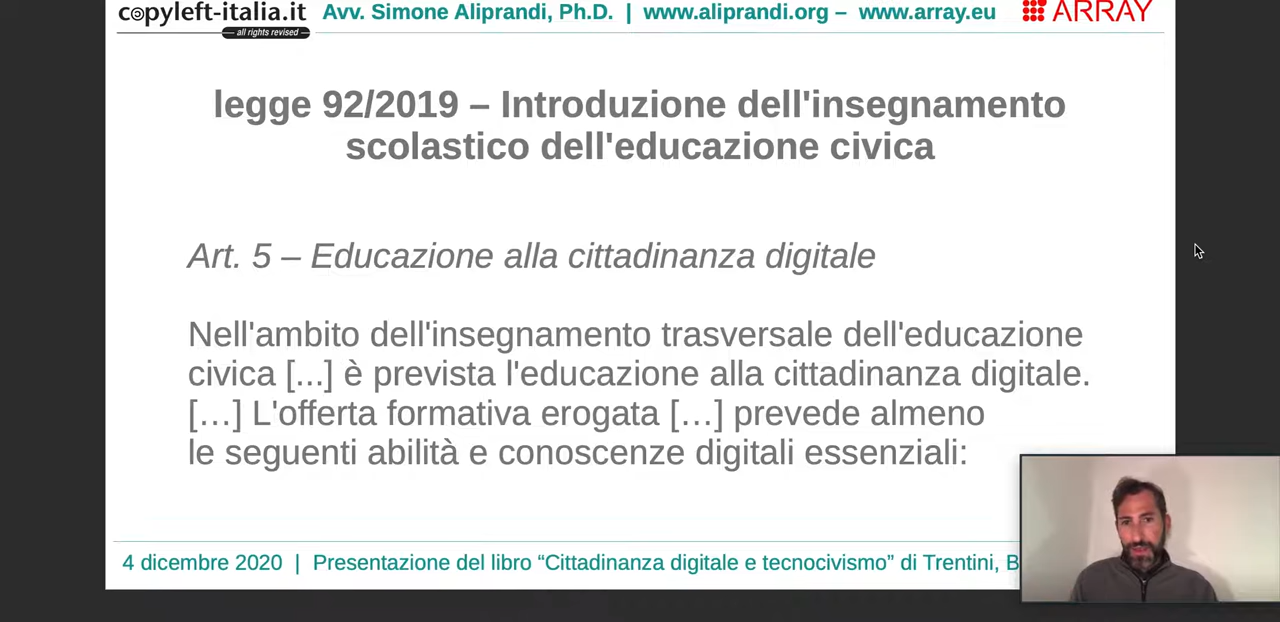 copyleft-italia.it
all rights revised
Avv. Simone Aliprandi, Ph.D. | www.aliprandi.org – www.array.eu
ARRAY
legge 92/2019 – Introduzione dell'insegnamento
scolastico dell'educazione civica
Art. 5 – Educazione alla cittadinanza digitale
Nell'ambito dell'insegnamento trasversale dell'educazione
civica [...] è prevista l'educazione alla cittadinanza digitale.
[…] L'offerta formativa erogata […] prevede almeno
le seguenti abilità e conoscenze digitali essenziali:
4 dicembre 2020 | Presentazione del libro “Cittadinanza digitale e tecnocivismo” di Trentini, B